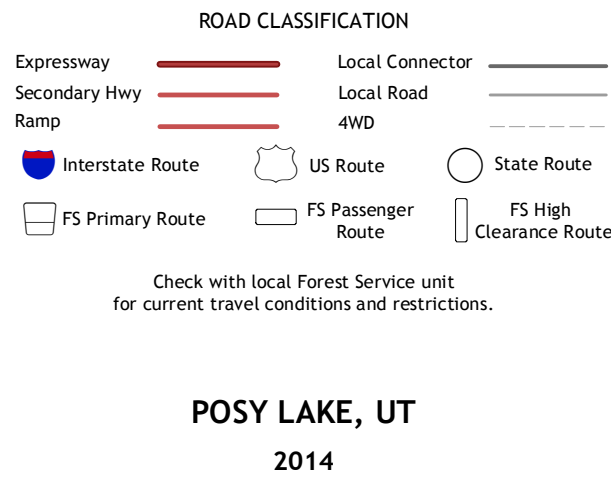 ROAD CLASSIFICATION
Expressway
Local Connector
Secondary Hwy
Local Road
Ramp
4WD
Interstate Route
US Route
State Route
FS Primary Route
FS Passenger
Route
FS High
Clearance Route
Check with local Forest Service unit
for current travel conditions and restrictions.
POSY LAKE, UT
2014